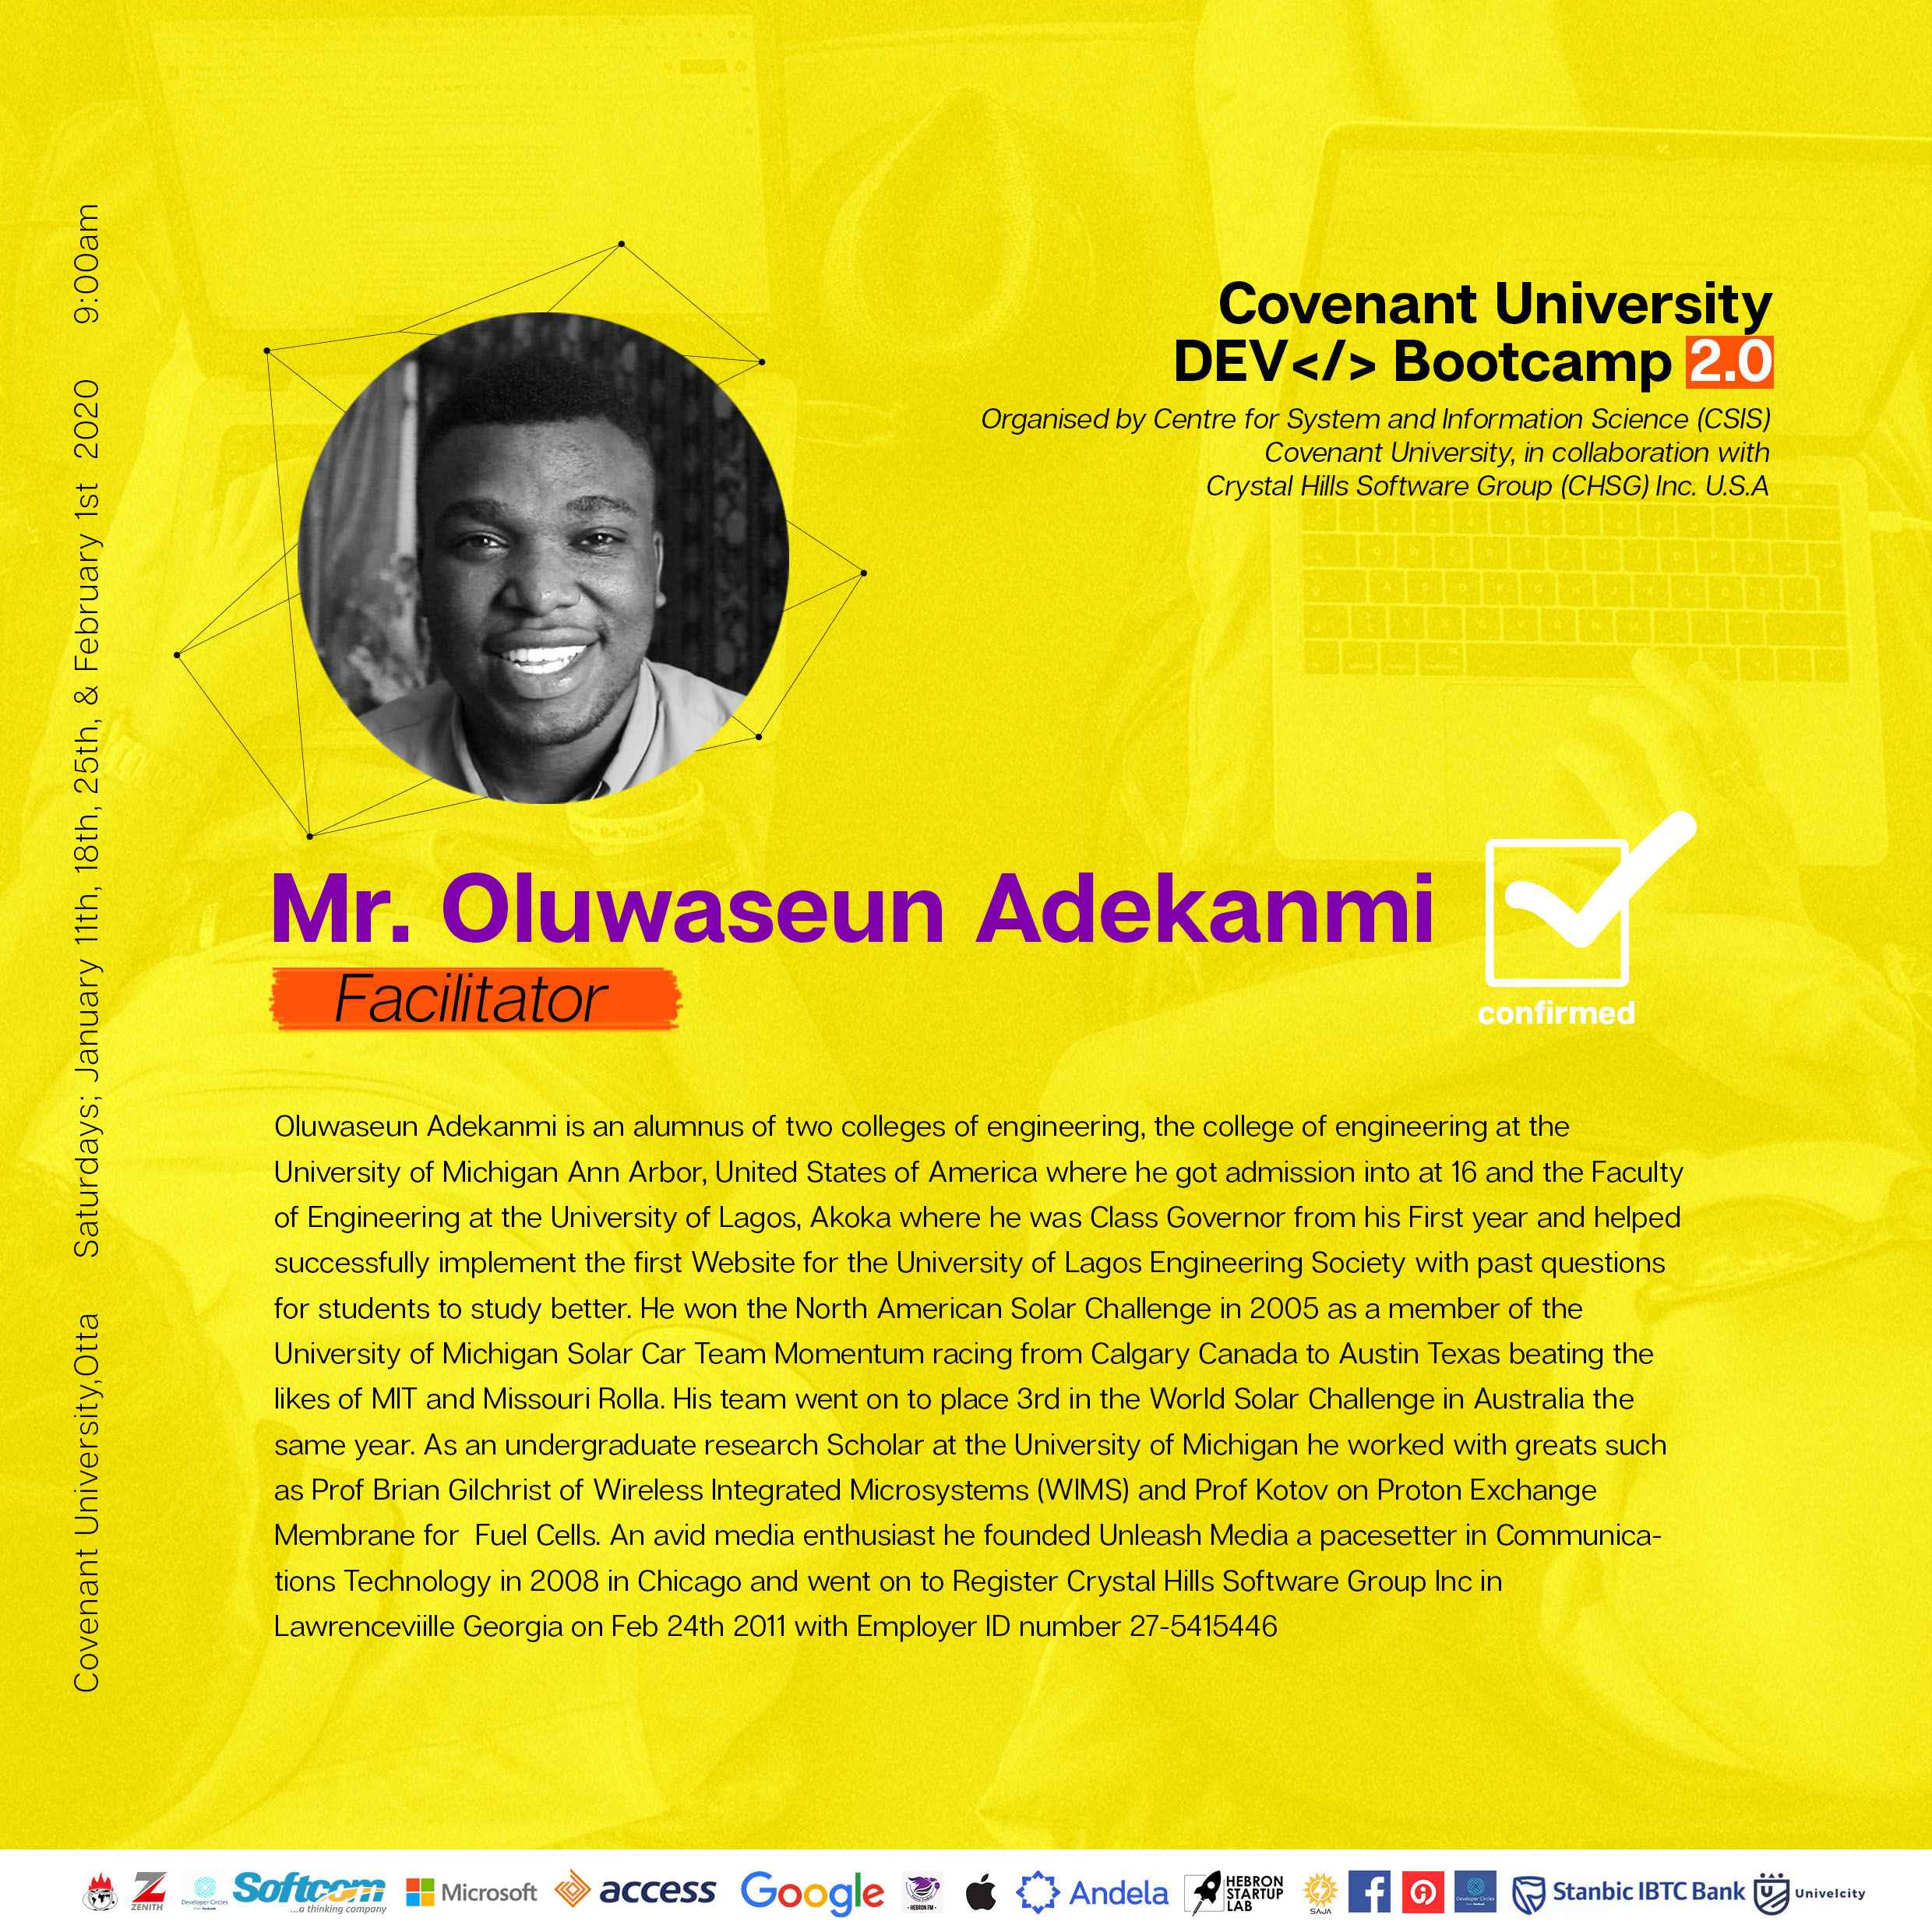 Covenant University
DEV</> Bootcamp 2.0
Organised by Centre for System and Information Science (CSIS)
Covenant University, in collaboration with
Crystal Hills Software Group (CHSG) Inc. U.S.A
Covenant University,Otta Saturdays; January 11th, 18th, 25th, & February 1st 2020 9:00am
Mr. Oluwaseun Adekanmi
Facilitator
confirmed
Oluwaseun Adekanmi is an alumnus of two colleges of engineering, the college of engineering at the
University of Michigan Ann Arbor, United States of America where he got admission into at 16 and the Faculty
of Engineering at the University of Lagos, Akoka where he was Class Governor from his First year and helped
successfully implement the first Website for the University of Lagos Engineering Society with past questions
for students to study better. He won the North American Solar Challenge in 2005 as a member of the
University of Michigan Solar Car Team Momentum racing from Calgary Canada to Austin Texas beating the
likes of MIT and Missouri Rolla. His team went on to place 3rd in the World Solar Challenge in Australia the
same year. As an undergraduate research Scholar at the University of Michigan he worked with greats such
as Prof Brian Gilchrist of Wireless Integrated Microsystems (WIMS) and Prof Kotov on Proton Exchange
Membrane for Fuel Cells. An avid media enthusiast he founded Unleash Media a pacesetter in Communica-
tions Technology in 2008 in Chicago and went on to Register Crystal Hills Software Group Inc in
Lawrenceviille Georgia on Feb 24th 2011 with Employer ID number 27-5415446
ZENITH
Developer Circles
Softcom
...a thinking company
Microsoft
access
Google
HEBRON FM
Andela
HEBRON
STARTUP
LAB
SAJA
Developer Circles
Stanbic IBTC Bank
Univelcity